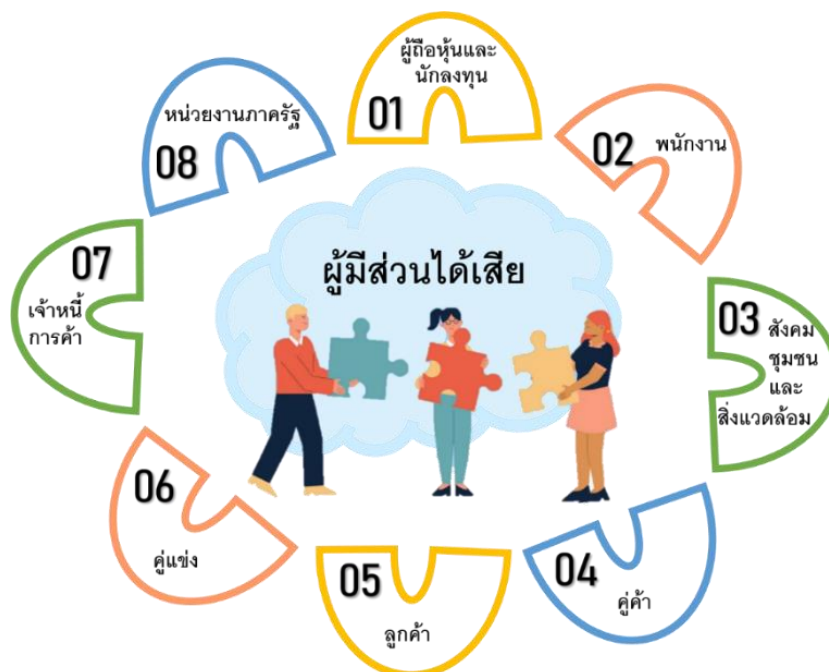 ผู้มีส่วนได้เสีย
01
ผู้ถือหุ้นและ
นักลงทุน
02
พนักงาน
03
สังคม
ชุมชน
และ
สิ่งแวดล้อม
04
คู่ค้า
05
ลูกค้า
06
คู่แข่ง
07
เจ้าหนี้
การค้า
08
หน่วยงานภาครัฐ